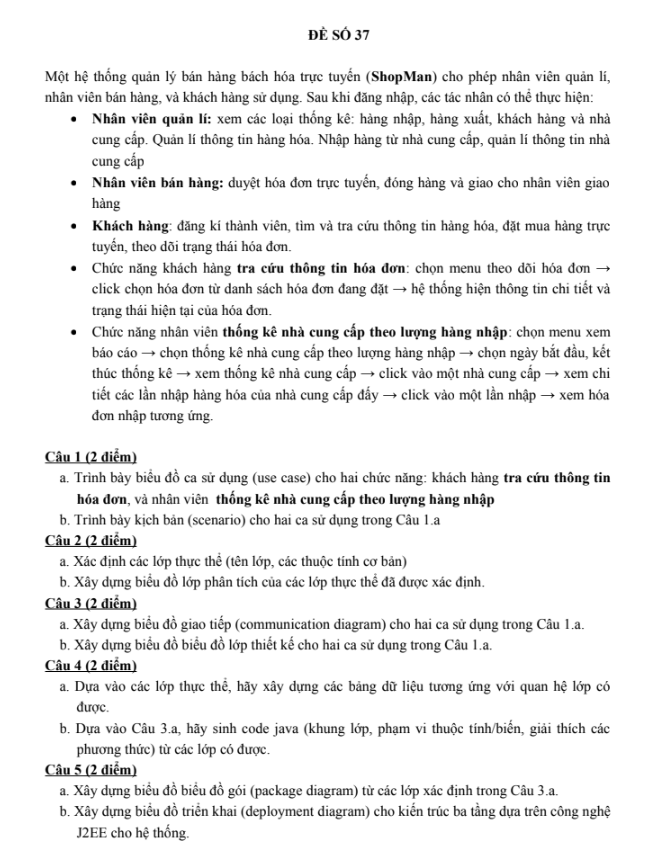 ĐỀ SỐ 37
Một hệ thống quản lý bán hàng bách hóa trực tuyến (ShopMan) cho phép nhân viên quản lí,
nhân viên bán hàng, và khách hàng sử dụng. Sau khi đăng nhập, các tác nhân có thể thực hiện:
• Nhân viên quản lí: xem các loại thống kê: hàng nhập, hàng xuất, khách hàng và nhà
cung cấp. Quản lí thông tin hàng hóa. Nhập hàng từ nhà cung cấp, quản lí thông tin nhà
cung cấp
• Nhân viên bán hàng: duyệt hóa đơn trực tuyến, đóng hàng và giao cho nhân viên giao
hàng
• Khách hàng: đăng kí thành viên, tìm và tra cứu thông tin hàng hóa, đặt mua hàng trực
tuyến, theo dõi trạng thái hóa đơn.
• Chức năng khách hàng tra cứu thông tin hóa đơn: chọn menu theo dõi hóa đơn →
click chọn hóa đơn từ danh sách hóa đơn đang đặt → hệ thống hiện thông tin chi tiết và
trạng thái hiện tại của hóa đơn.
• Chức năng nhân viên thống kê nhà cung cấp theo lượng hàng nhập: chọn menu xem
báo cáo → chọn thống kê nhà cung cấp theo lượng hàng nhập → chọn ngày bắt đầu, kết
thúc thống kê → xem thống kê nhà cung cấp → click vào một nhà cung cấp → xem chi
tiết các lần nhập hàng hóa của nhà cung cấp đấy → click vào một lần nhập → xem hóa
đơn nhập tương ứng.
Câu 1 (2 điểm)
a. Trình bày biểu đồ ca sử dụng (use case) cho hai chức năng: khách hàng tra cứu thông tin
hóa đơn, và nhân viên thống kê nhà cung cấp theo lượng hàng nhập
b. Trình bày kịch bản (scenario) cho hai ca sử dụng trong Câu 1.a
Câu 2 (2 điểm)
a. Xác định các lớp thực thể (tên lớp, các thuộc tính cơ bản)
b. Xây dựng biểu đồ lớp phân tích của các lớp thực thể đã được xác định.
Câu 3 (2 điểm)
a. Xây dựng biểu đồ giao tiếp (communication diagram) cho hai ca sử dụng trong Câu 1.a.
b. Xây dựng biểu đồ biểu đồ lớp thiết kế cho hai ca sử dụng trong Câu 1.a.
Câu 4 (2 điểm)
a. Dựa vào các lớp thực thể, hãy xây dựng các bảng dữ liệu tương ứng với quan hệ lớp có
được.
b. Dựa vào Câu 3.a, hãy sinh code java (khung lớp, phạm vi thuộc tính/biến, giải thích các
phương thức) từ các lớp có được.
Câu 5 (2 điểm)
a. Xây dựng biểu đồ biểu đồ gói (package diagram) từ các lớp xác định trong Câu 3.a.
b. Xây dựng biểu đồ triển khai (deployment diagram) cho kiến trúc ba tầng dựa trên công nghệ
J2EE cho hệ thống.